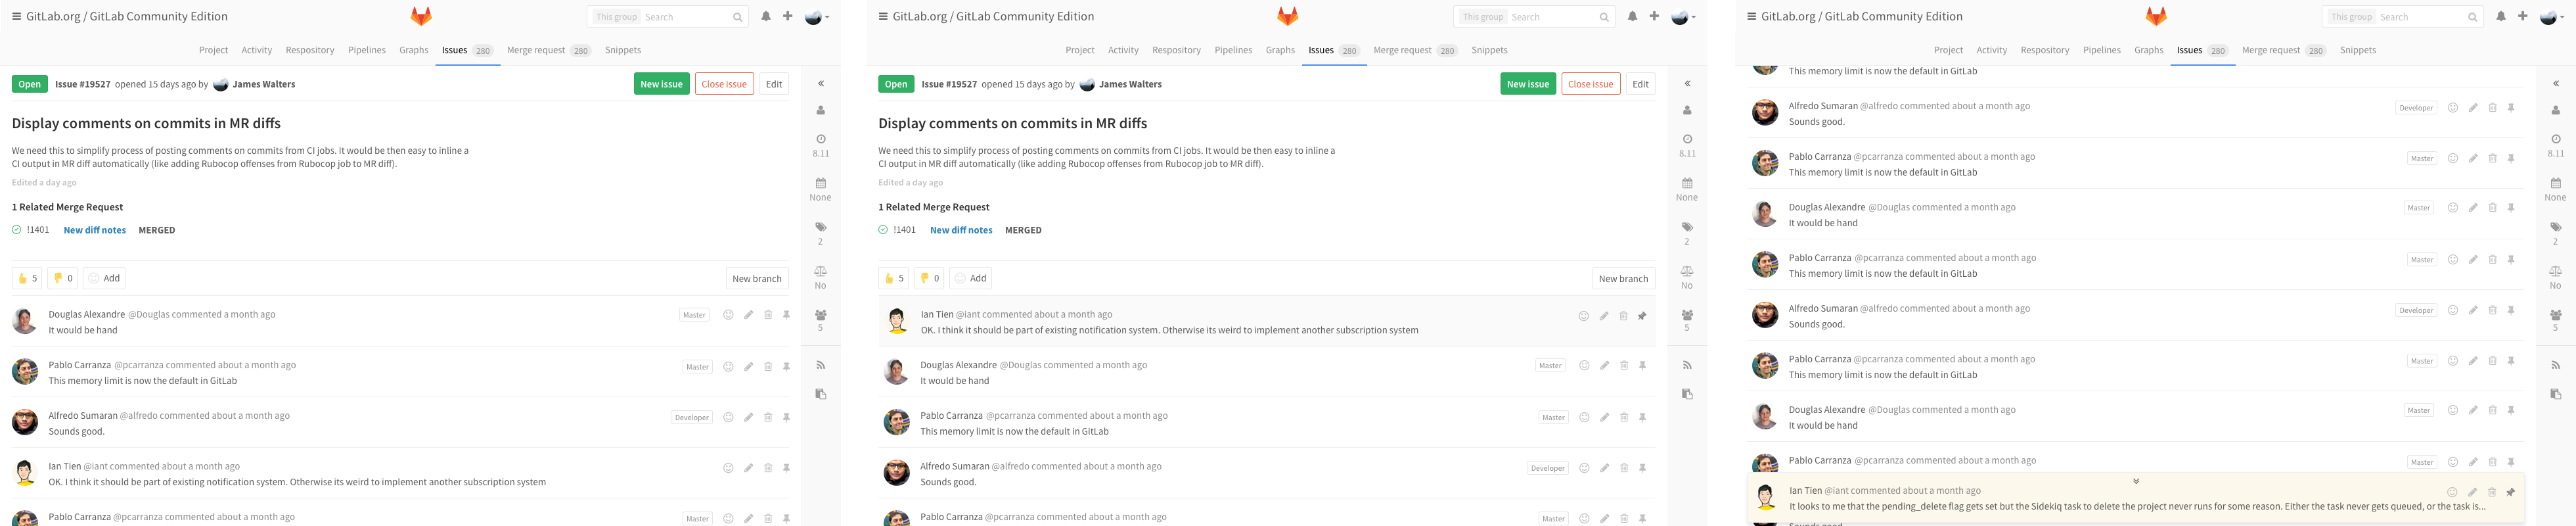 GitLab.org / GitLab Community Edition
This group Search
Project Activity Respository Pipelines Graphs Issues 280 Merge request 280 Snippets
Open Issue #19527 opened 15 days ago by James Walters New issue Close issue Edit
Display comments on commits in MR diffs
8.11
We need this to simplify process of posting comments on commits from CI jobs. It would be then easy to inline a
CI output in MR diff automatically (like adding Rubocop offenses from Rubocop job to MR diff).
Edited a day ago
None
1 Related Merge Request
!1401 New diff notes MERGED
2
5 0 Add New branch
No
Douglas Alexandre @Douglas commented a month ago Master
It would be hand
5
Pablo Carranza @pcarranza commented about a month ago Master
This memory limit is now the default in GitLab
Alfredo Sumaran @alfredo commented about a month ago Developer
Sounds good.
Ian Tien @iant commented about a month ago
OK. I think it should be part of existing notification system. Otherwise its weird to implement another subscription system
Pablo Carranza @pcarranza commented about a month ago Master
GitLab.org / GitLab Community Edition
This group Search
Project Activity Respository Pipelines Graphs Issues 280 Merge request 280 Snippets
Open Issue #19527 opened 15 days ago by James Walters New issue Close issue Edit
Display comments on commits in MR diffs
8.11
We need this to simplify process of posting comments on commits from CI jobs. It would be then easy to inline a
CI output in MR diff automatically (like adding Rubocop offenses from Rubocop job to MR diff).
Edited a day ago
None
1 Related Merge Request
!1401 New diff notes MERGED
2
5 0 Add New branch
No
Ian Tien @iant commented about a month ago
OK. I think it should be part of existing notification system. Otherwise its weird to implement another subscription system
5
Douglas Alexandre @Douglas commented a month ago Master
It would be hand
Pablo Carranza @pcarranza commented about a month ago Master
This memory limit is now the default in GitLab
Alfredo Sumaran @alfredo commented about a month ago Developer
Sounds good.
Pablo Carranza @pcarranza commented about a month ago Master
GitLab.org / GitLab Community Edition
This group Search
Project Activity Respository Pipelines Graphs Issues 280 Merge request 280 Snippets
This memory limit is now the default in GitLab
Alfredo Sumaran @alfredo commented about a month ago Developer
Sounds good.
8.11
Pablo Carranza @pcarranza commented about a month ago Master
This memory limit is now the default in GitLab
None
Douglas Alexandre @Douglas commented a month ago Master
It would be hand
2
Pablo Carranza @pcarranza commented about a month ago Master
This memory limit is now the default in GitLab
No
Alfredo Sumaran @alfredo commented about a month ago Developer
Sounds good.
5
Pablo Carranza @pcarranza commented about a month ago Master
This memory limit is now the default in GitLab
Douglas Alexandre @Douglas commented a month ago Master
It would be hand
Pablo Carranza @pcarranza commented about a month ago Master
Ian Tien @iant commented about a month ago
It looks to me that the pending_delete flag gets set but the Sidekiq task to delete the project never runs for some reason. Either the task never gets queued, or the task is...
Sounds good.